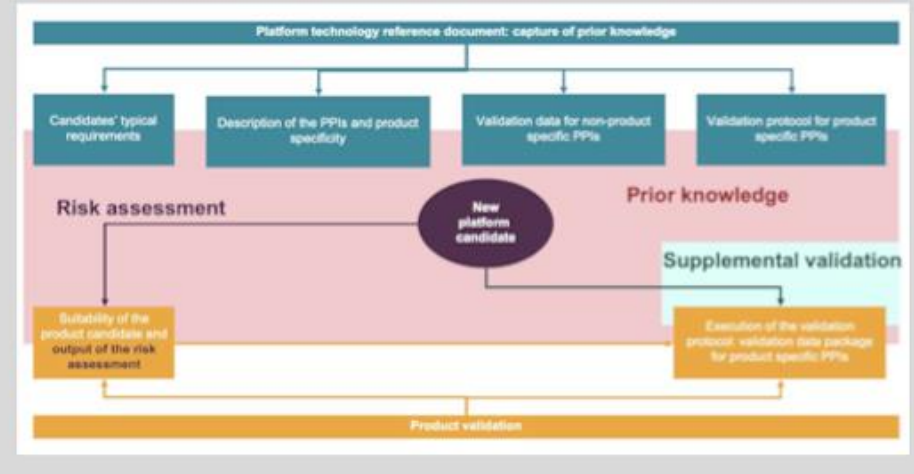 Platform technology reference document: capture of prior knowledge
Candidates' typical
requirements
Description of the PPIs and product
specificity
Validation data for non-product
specific PPIs
Validation protocol for product
specific PPIs
Risk assessment
New
platform
candidate
Prior knowledge
Supplemental validation
Suitability of the
product candidate and
output of the risk
assessment
Execution of the validation
protocol: validation data package
for product specific PPIs
Product validation